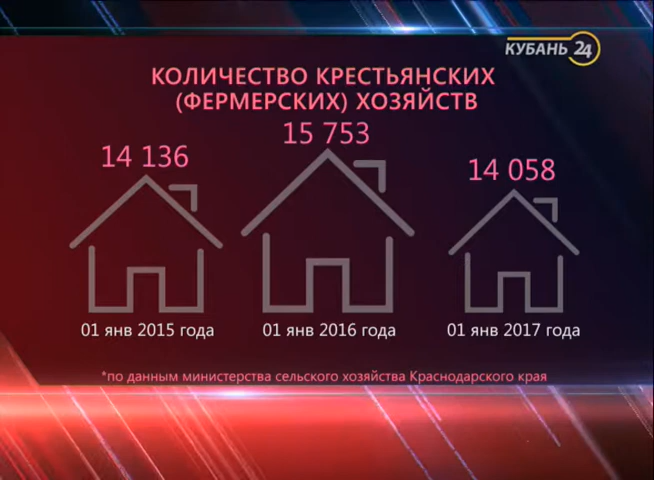 КУБАНЬ 24
КОЛИЧЕСТВО КРЕСТЬЯНСКИХ
(ФЕРМЕРСКИХ) ХОЗЯЙСТВ
14 136
15 753
14 058
01 янв 2015 года
01 янв 2016 года
01 янв 2017 года
*по данным министерства сельского хозяйства Краснодарского края